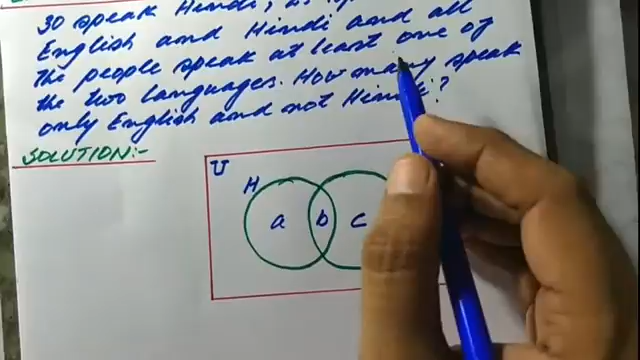 30 speak Hindi,
English and Hindi and all
the people speak at least one of
the two languages. How many speak
only English and not Hindi?
SOLUTION:-
U
H
a b c